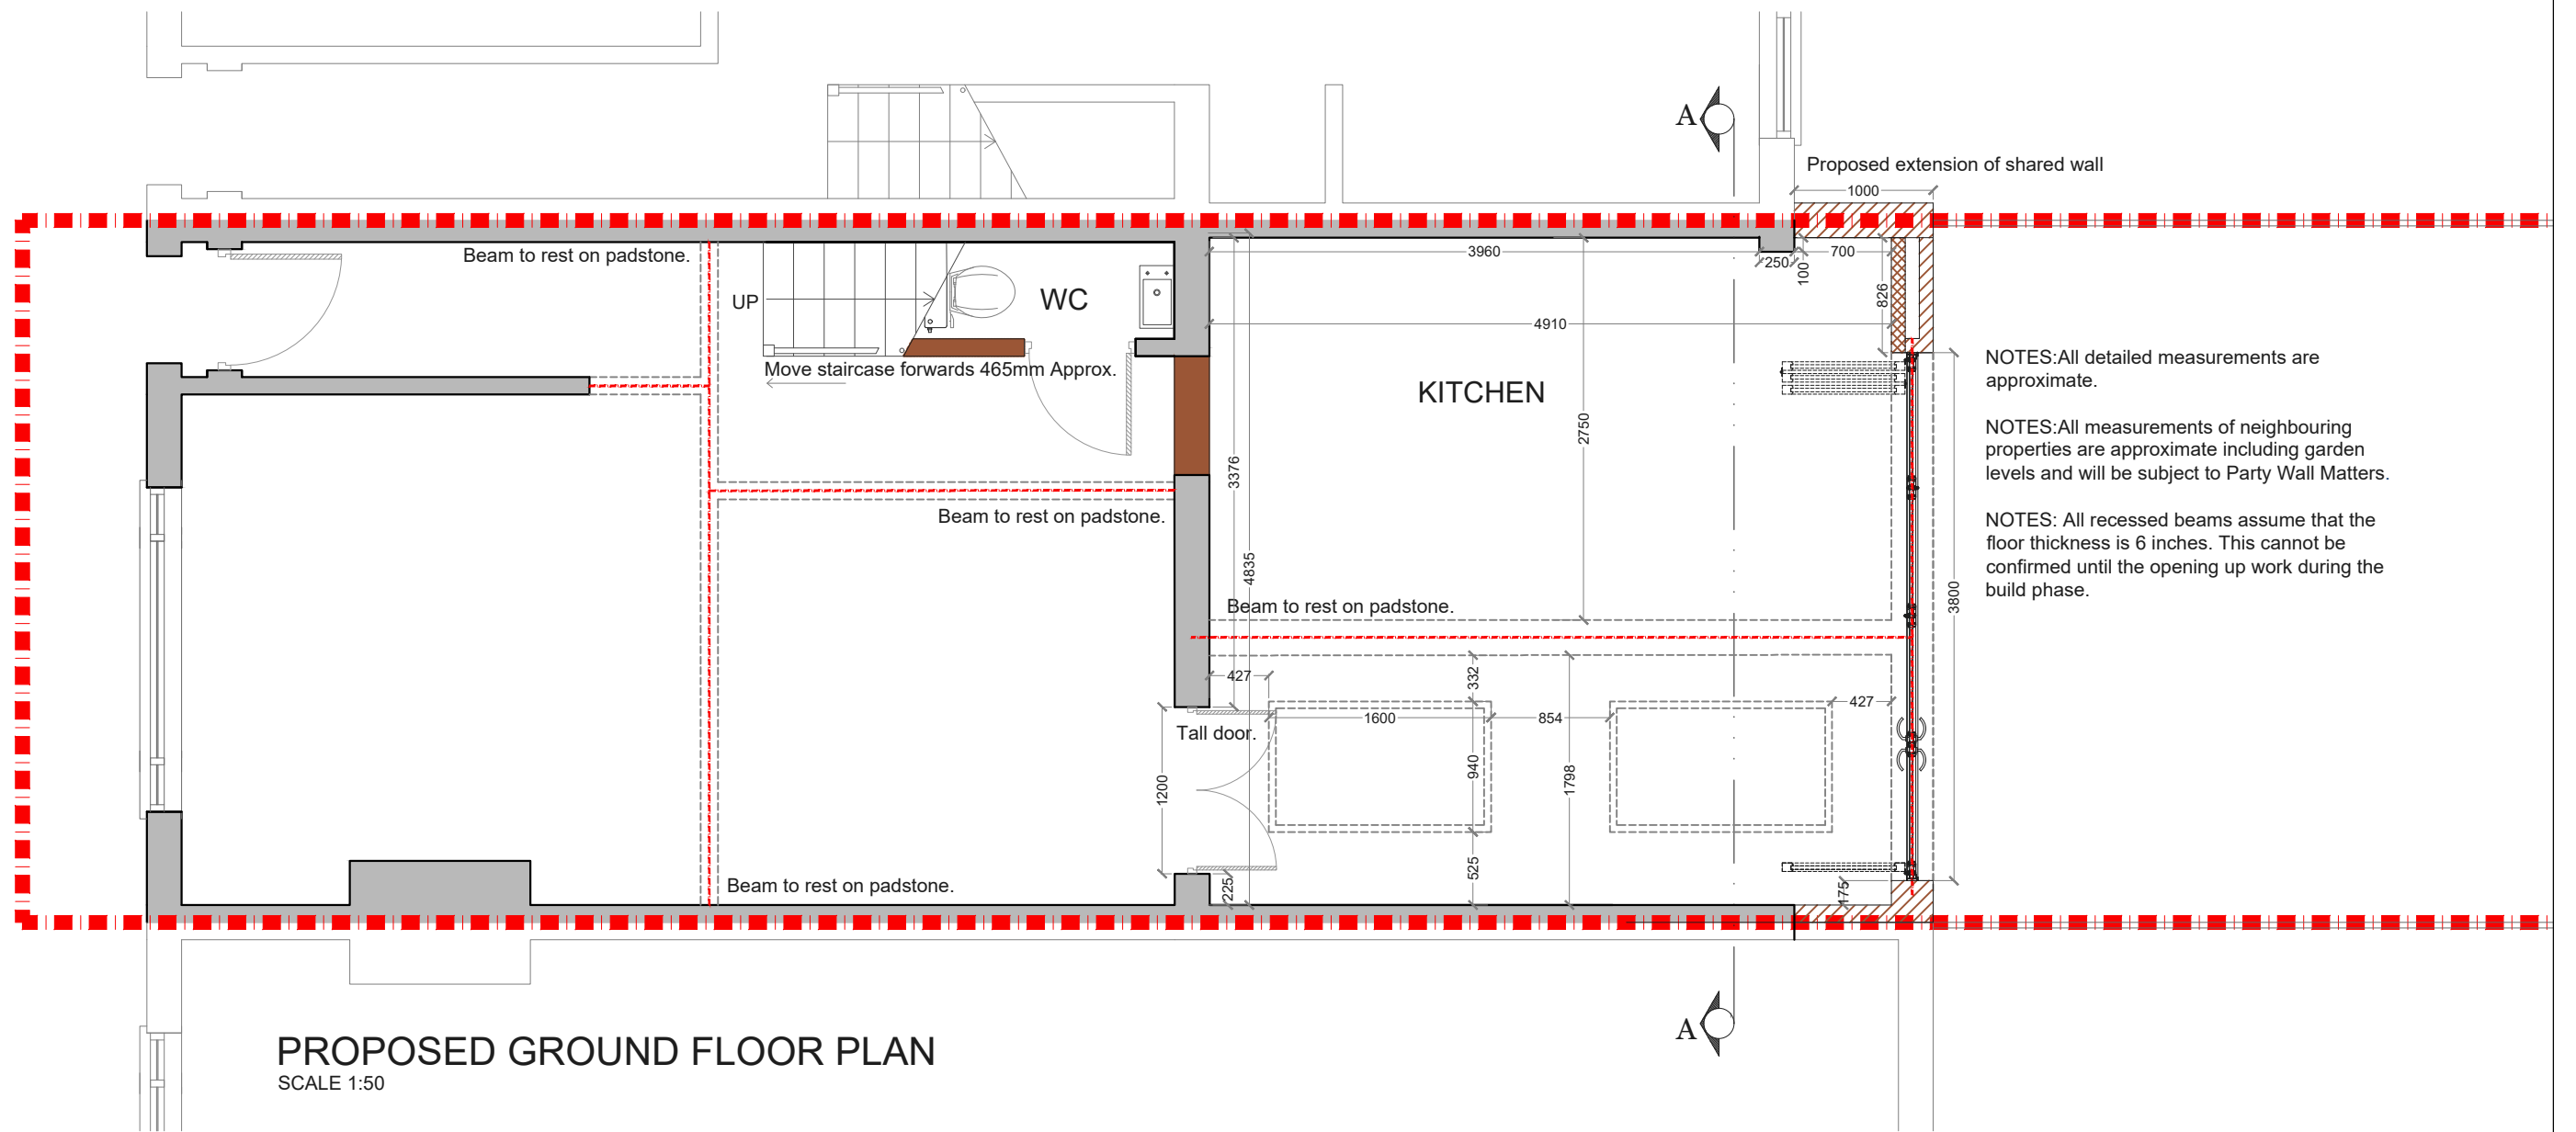 A
Proposed extension of shared wall
1000
Beam to rest on padstone.
3960
250
100
700
UP
WC
826
4910
Move staircase forwards 465mm Approx.
KITCHEN
2750
3376
4835
NOTES:All detailed measurements are
approximate.
NOTES:All measurements of neighbouring
properties are approximate including garden
levels and will be subject to Party Wall Matters.
NOTES: All recessed beams assume that the
floor thickness is 6 inches. This cannot be
confirmed until the opening up work during the
build phase.
Beam to rest on padstone.
3800
Beam to rest on padstone.
427
332
427
1600
854
Tall door.
1200
940
1798
525
225
175
Beam to rest on padstone.
A
PROPOSED GROUND FLOOR PLAN
SCALE 1:50